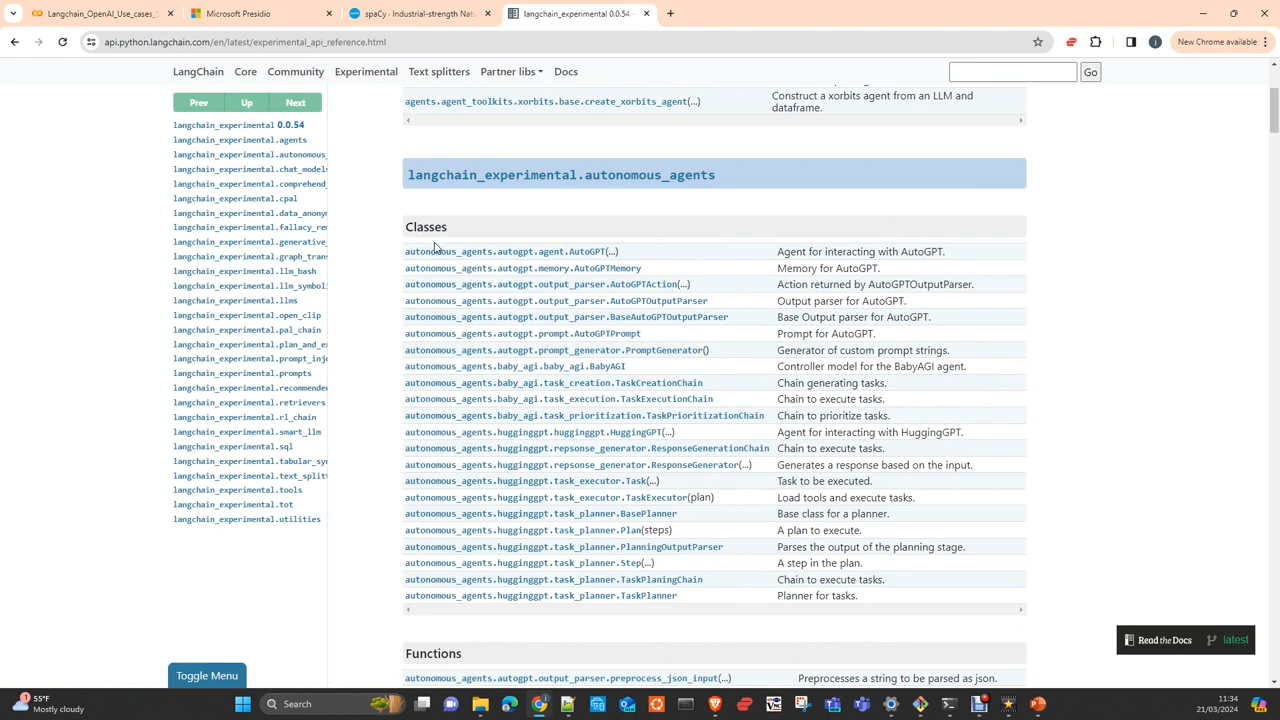 Langchain_OpenAI_Use_cases_
Microsoft Presidio
spaCy · Industrial-strength Natu
langchain_experimental 0.0.54
api.python.langchain.com/en/latest/experimental_api_reference.html
New Chrome available
LangChain Core Community Experimental Text splitters Partner libs Docs
Go
Prev Up Next
langchain_experimental 0.0.54
langchain_experimental.agents
langchain_experimental.autonomous_
langchain_experimental.chat_models
langchain_experimental.comprehend_
langchain_experimental.cpal
langchain_experimental.data_anonym
langchain_experimental.fallacy_rem
langchain_experimental.generative_
langchain_experimental.graph_trans
langchain_experimental.llm_bash
langchain_experimental.llm_symboli
langchain_experimental.llms
langchain_experimental.open_clip
langchain_experimental.pal_chain
langchain_experimental.plan_and_ex
langchain_experimental.prompt_inje
langchain_experimental.prompts
langchain_experimental.recommender
langchain_experimental.retrievers
langchain_experimental.rl_chain
langchain_experimental.smart_llm
langchain_experimental.sql
langchain_experimental.tabular_syn
langchain_experimental.text_splitt
langchain_experimental.tools
langchain_experimental.tot
langchain_experimental.utilities
Toggle Menu
agents.agent_toolkits.xorbits.base.create_xorbits_agent(...) Construct a xorbits agent from an LLM and
dataframe.
langchain_experimental.autonomous_agents
Classes
autonomous_agents.autogpt.agent.AutoGPT(...) Agent for interacting with AutoGPT.
autonomous_agents.autogpt.memory.AutoGPTMemory Memory for AutoGPT.
autonomous_agents.autogpt.output_parser.AutoGPTAction(...) Action returned by AutoGPTOutputParser.
autonomous_agents.autogpt.output_parser.AutoGPTOutputParser Output parser for AutoGPT.
autonomous_agents.autogpt.output_parser.BaseAutoGPTOutputParser Base Output parser for AutoGPT.
autonomous_agents.autogpt.prompt.AutoGPTPrompt Prompt for AutoGPT.
autonomous_agents.autogpt.prompt_generator.PromptGenerator() Generator of custom prompt strings.
autonomous_agents.baby_agi.baby_agi.BabyAGI Controller model for the BabyAGI agent.
autonomous_agents.baby_agi.task_creation.TaskCreationChain Chain generating tasks.
autonomous_agents.baby_agi.task_execution.TaskExecutionChain Chain to execute tasks.
autonomous_agents.baby_agi.task_prioritization.TaskPrioritizationChain Chain to prioritize tasks.
autonomous_agents.hugginggpt.hugginggpt.HuggingGPT(...) Agent for interacting with HuggingGPT.
autonomous_agents.hugginggpt.repsonse_generator.ResponseGenerationChain Chain to execute tasks.
autonomous_agents.hugginggpt.repsonse_generator.ResponseGenerator(...) Generates a response based on the input.
autonomous_agents.hugginggpt.task_executor.Task(...) Task to be executed.
autonomous_agents.hugginggpt.task_executor.TaskExecutor(plan) Load tools and execute tasks.
autonomous_agents.hugginggpt.task_planner.BasePlanner Base class for a planner.
autonomous_agents.hugginggpt.task_planner.Plan(steps) A plan to execute.
autonomous_agents.hugginggpt.task_planner.PlanningOutputParser Parses the output of the planning stage.
autonomous_agents.hugginggpt.task_planner.Step(...) A step in the plan.
autonomous_agents.hugginggpt.task_planner.TaskPlaningChain Chain to execute tasks.
autonomous_agents.hugginggpt.task_planner.TaskPlanner Planner for tasks.
Functions
autonomous_agents.autogpt.output_parser.preprocess_json_input(...) Preprocesses a string to be parsed as json.
Read the Docs latest
55°F
Mostly cloudy
Search
11:34
21/03/2024